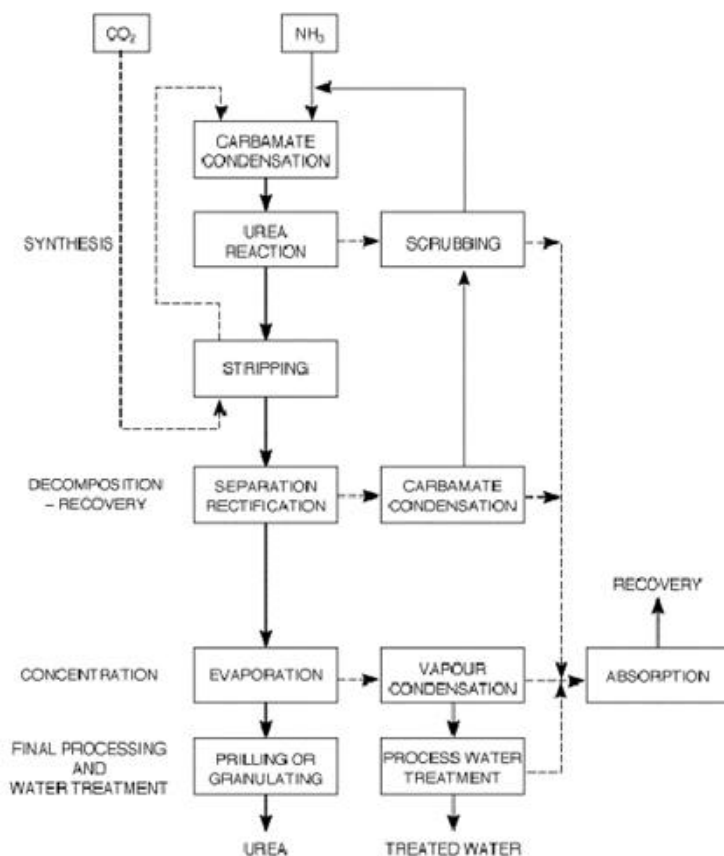 CO₂
NH₃
CARBAMATE
CONDENSATION
SYNTHESIS
UREA
REACTION
SCRUBBING
STRIPPING
DECOMPOSITION
– RECOVERY
SEPARATION
RECTIFICATION
CARBAMATE
CONDENSATION
RECOVERY
CONCENTRATION
EVAPORATION
VAPOUR
CONDENSATION
ABSORPTION
FINAL PROCESSING
AND
WATER TREATMENT
PRILLING OR
GRANULATING
PROCESS WATER
TREATMENT
UREA
TREATED WATER